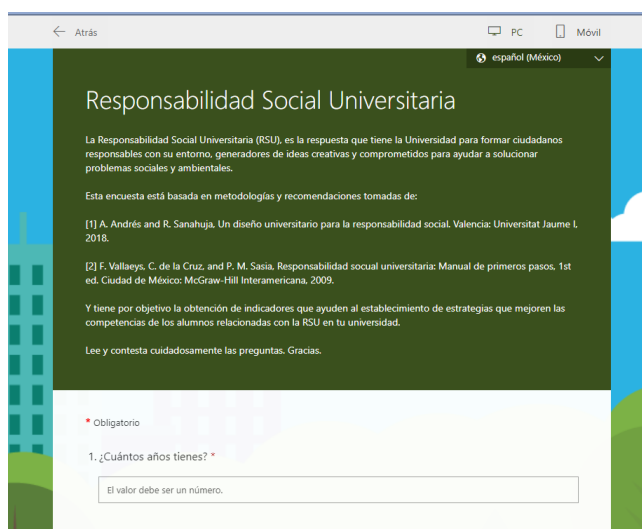 Atrás
PC
Móvil
español (México)
Responsabilidad Social Universitaria
La Responsabilidad Social Universitaria (RSU), es la respuesta que tiene la Universidad para formar ciudadanos
responsables con su entorno, generadores de ideas creativas y comprometidos para ayudar a solucionar
problemas sociales y ambientales.
Esta encuesta está basada en metodologías y recomendaciones tomadas de:
[1] A. Andrés and R. Sanahuja, Un diseño universitario para la responsabilidad social. Valencia: Universitat Jaume I,
2018.
[2] F. Vallaeys, C. de la Cruz, and P. M. Sasia, Responsabilidad socual universitaria: Manual de primeros pasos, 1st
ed. Ciudad de México: McGraw-Hill Interamericana, 2009.
Y tiene por objetivo la obtención de indicadores que ayuden al establecimiento de estrategias que mejoren las
competencias de los alumnos relacionadas con la RSU en tu universidad.
Lee y contesta cuidadosamente las preguntas. Gracias.
* Obligatorio
1. ¿Cuántos años tienes? *
El valor debe ser un número.